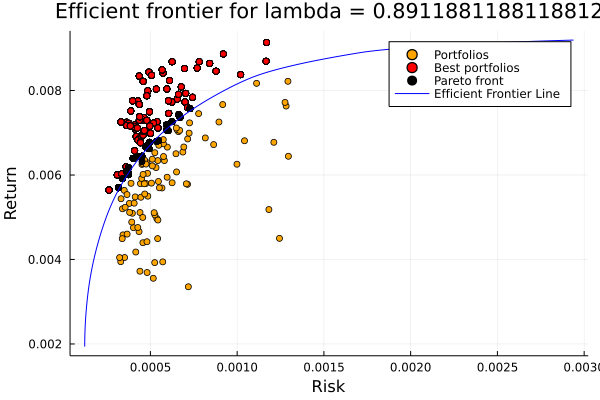 Efficient frontier for lambda = 0.8911881188118812
Portfolios
Best portfolios
Pareto front
Efficient Frontier Line
Return
0.008
0.006
0.004
0.002
0.0005
0.0010
0.0015
0.0020
0.0025
0.0030
Risk